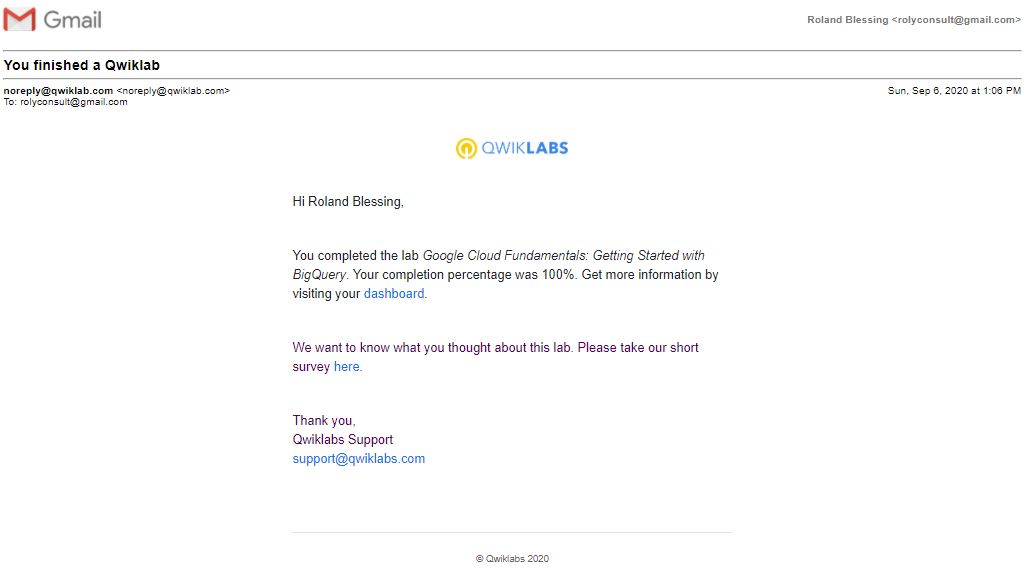 Gmail
Roland Blessing <rolyconsult@gmail.com>
You finished a Qwiklab
noreply@qwiklab.com <noreply@qwiklab.com>
Sun, Sep 6, 2020 at 1:06 PM
To: rolyconsult@gmail.com
QWIKLABS
Hi Roland Blessing,
You completed the lab Google Cloud Fundamentals: Getting Started with
BigQuery. Your completion percentage was 100%. Get more information by
visiting your dashboard.
We want to know what you thought about this lab. Please take our short
survey here.
Thank you,
Qwiklabs Support
support@qwiklabs.com
© Qwiklabs 2020